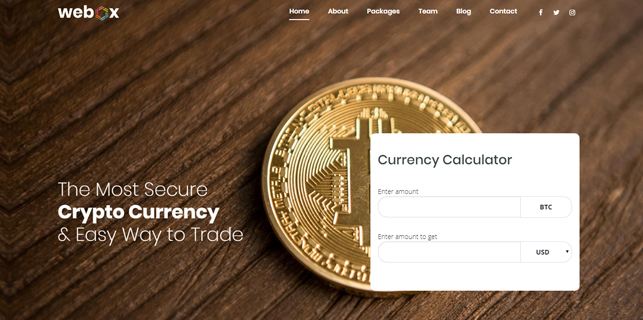 webox
Home About Packages Team Blog Contact
Currency Calculator
Enter amount
BTC
Enter amount to get
USD
The Most Secure
Crypto Currency
& Easy Way to Trade